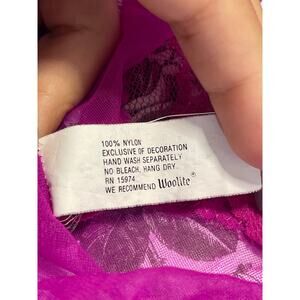 100% NYLON
EXCLUSIVE OF DECORATION
HAND WASH SEPARATELY
NO BLEACH, HANG DRY.
RN 15974
WE RECOMMEND Woolite®